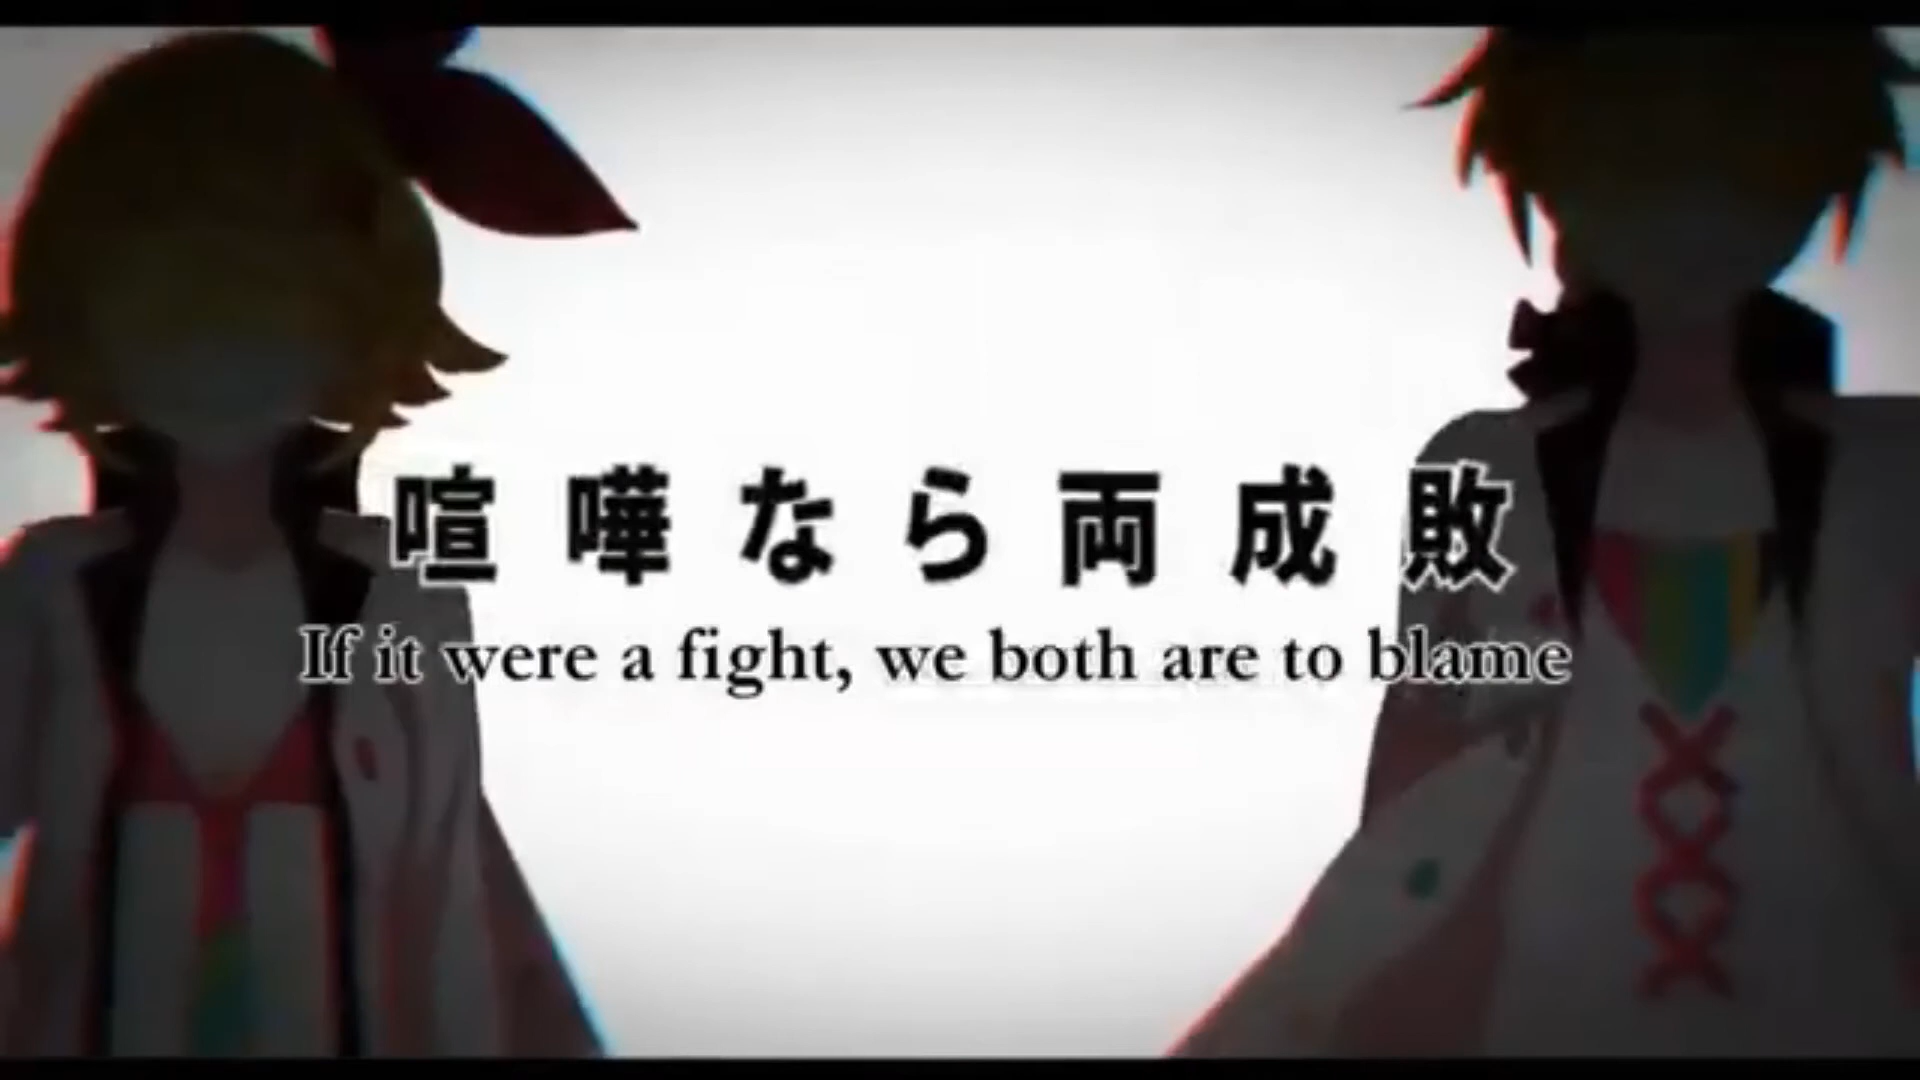 喧嘩なら両成敗
If it were a fight, we both are to blame